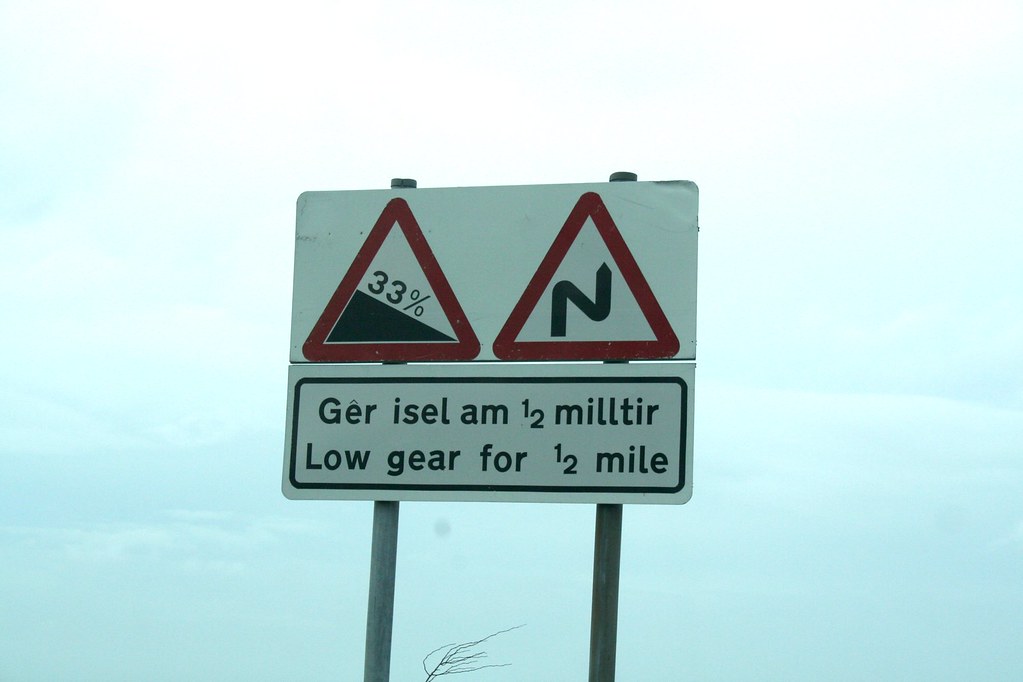 33%
Gêr isel am ½ milltir
Low gear for ½ mile